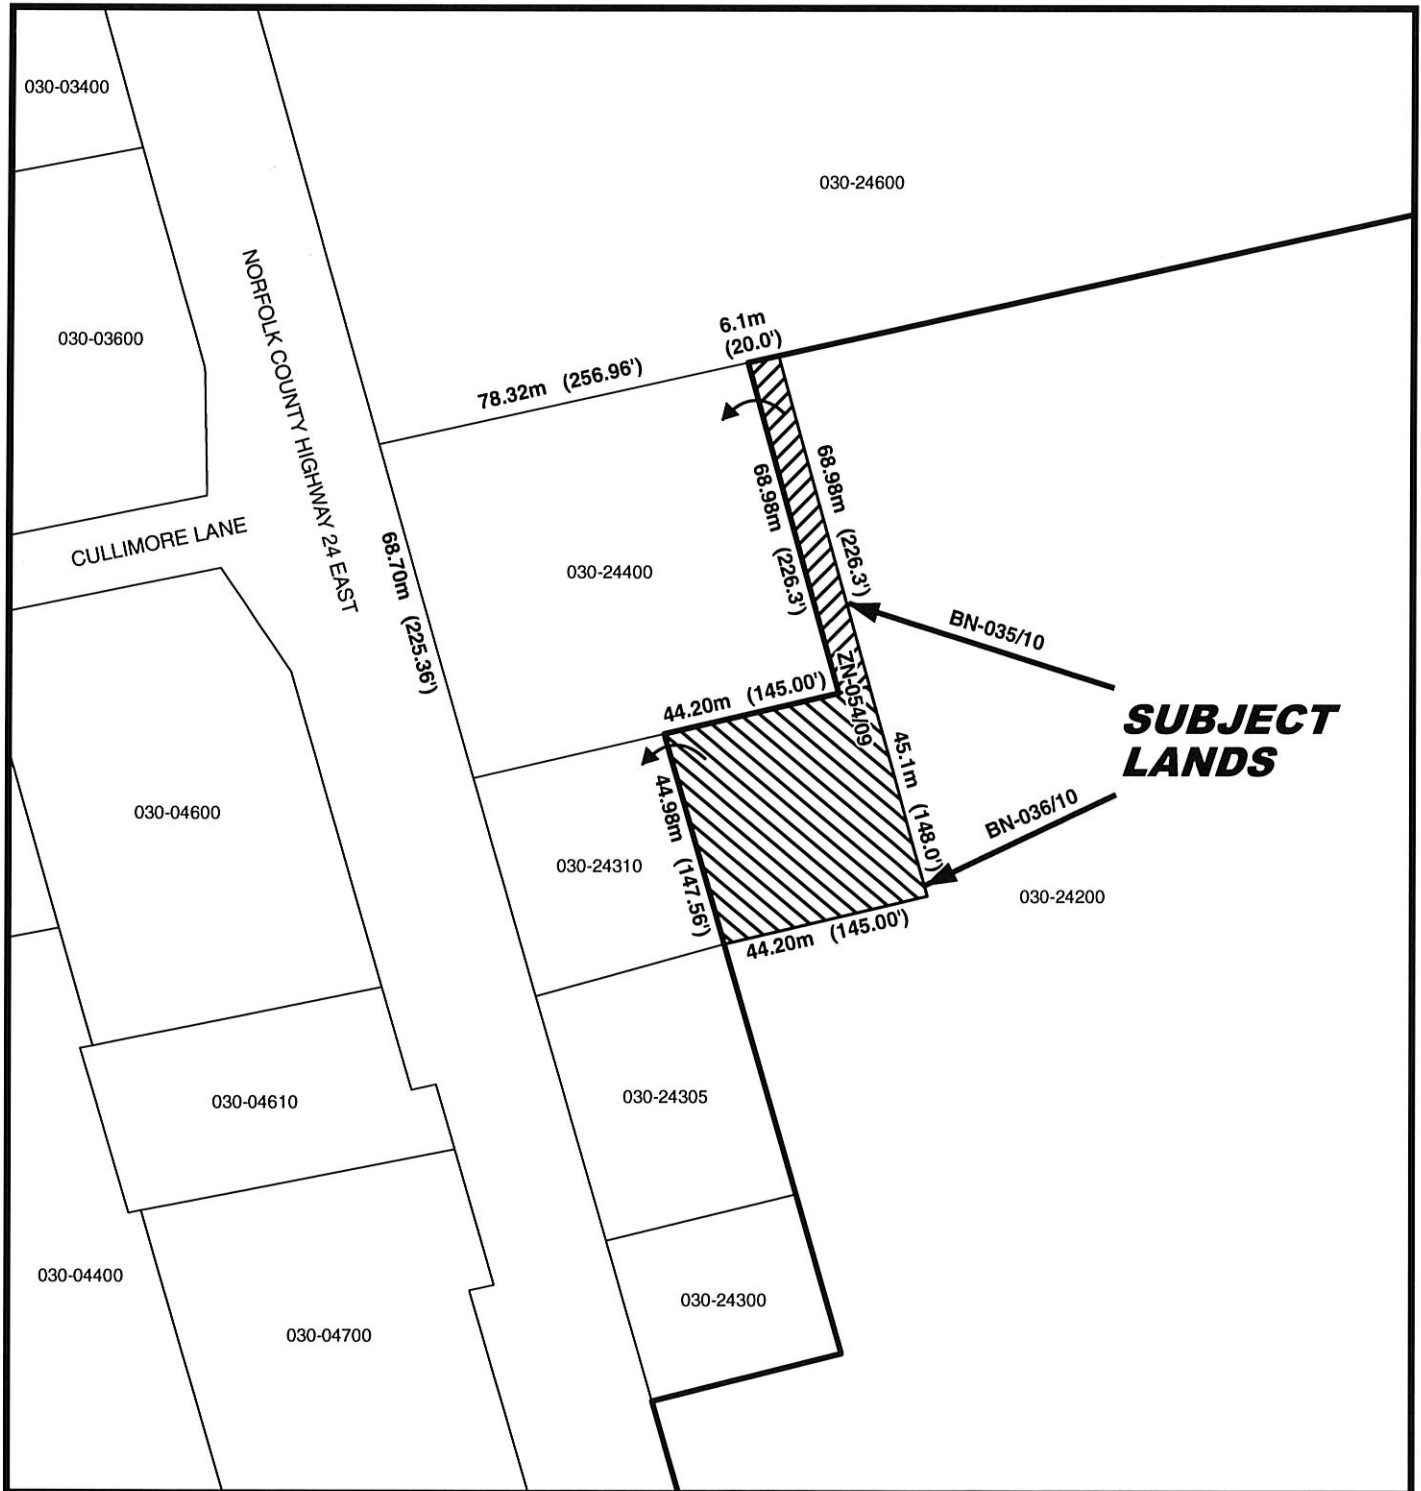 030-03400
030-24600
NORFOLK COUNTY HIGHWAY 24 EAST
030-03600
6.1m
(20.0')
78.32m (256.96')
68.98m (226.3')
68.98m (226.3')
CULLIMORE LANE
68.70m (225.36')
030-24400
BN-035/10
ZN-054/09
44.20m (145.00')
SUBJECT
LANDS
45.1m (148.0')
44.98m (147.56')
BN-036/10
030-04600
030-24310
030-24200
44.20m (145.00')
030-04610
030-24305
030-04400
030-24300
030-04700